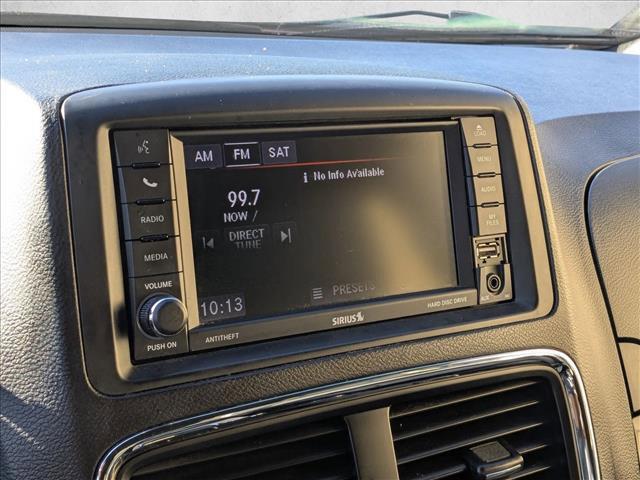 AM FM SAT
LOAD
MENU
i No Info Available
99.7
NOW /
AUDIO
RADIO
MY
FILES
DIRECT
TUNE
MEDIA
VOLUME
PRESETS
10:13
HARD DISC DRIVE
AUX
SIRIUS
ANTITHEFT
PUSH ON